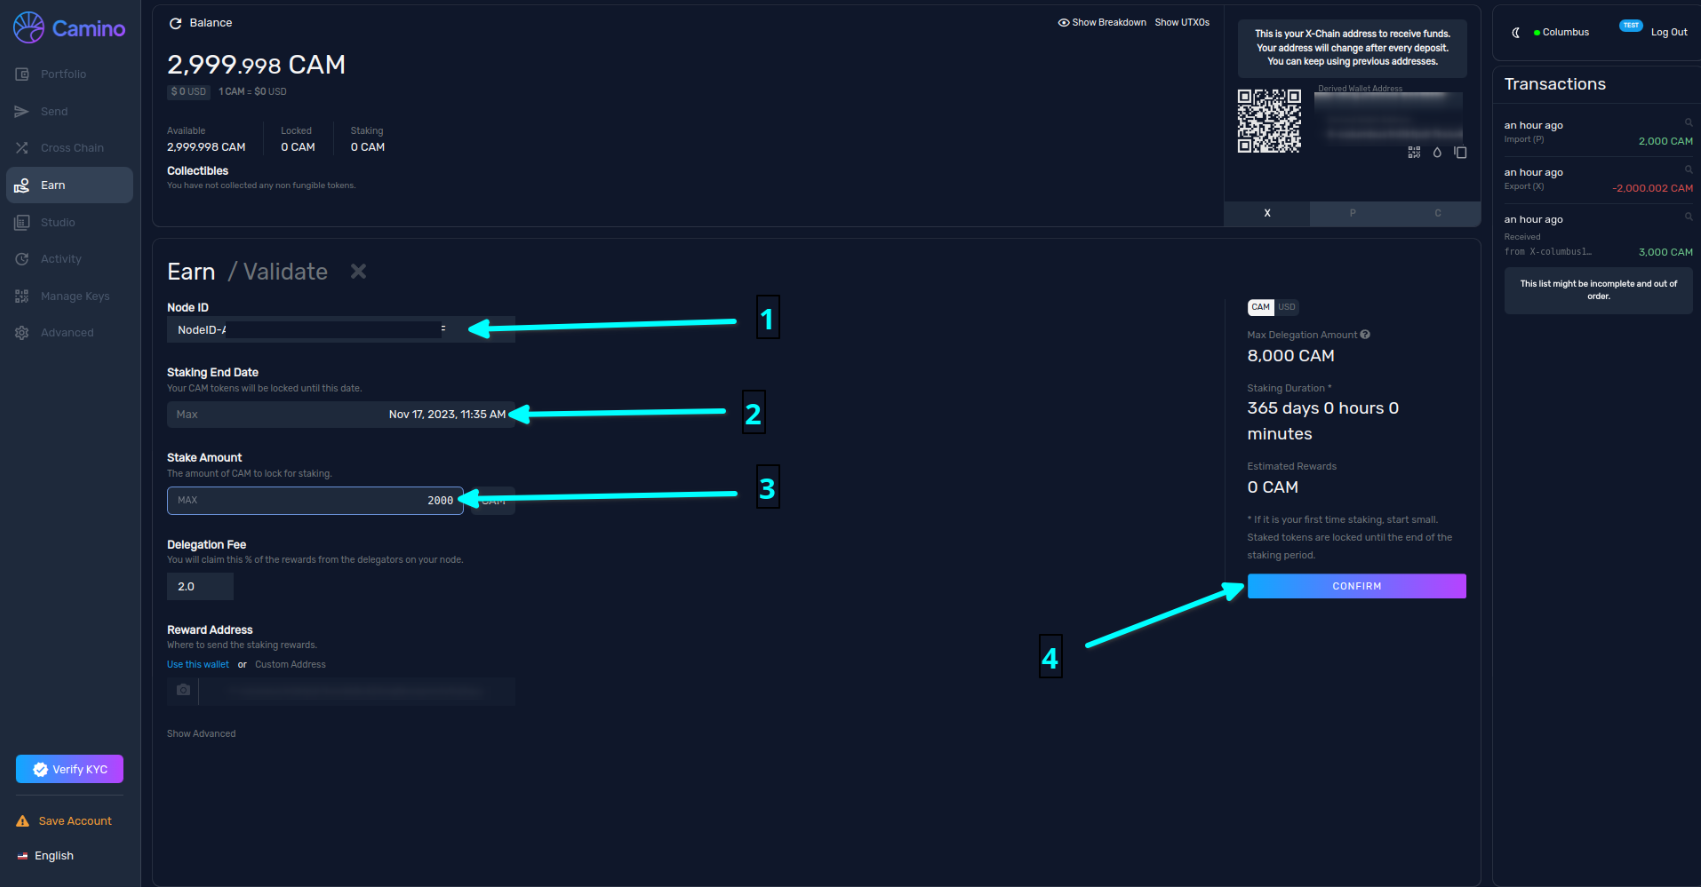 Camino
Portfolio
Send
Cross Chain
Earn
Studio
Activity
Manage Keys
Advanced
Verify KYC
Save Account
English
Balance
Show Breakdown Show UTXOs
2,999.998 CAM
$ 0 USD 1 CAM = $0 USD
Available Locked Staking
2,999.998 CAM 0 CAM 0 CAM
Collectibles
You have not collected any non fungible tokens.
This is your X-Chain address to receive funds.
Your address will change after every deposit.
You can keep using previous addresses.
Derived Wallet Address
X P C
Earn / Validate
Node ID
NodeID-A
1
Staking End Date
Your CAM tokens will be locked until this date.
Max Nov 17, 2023, 11:35 AM
2
Stake Amount
The amount of CAM to lock for staking.
MAX 2000 CAM
3
Delegation Fee
You will claim this % of the rewards from the delegators on your node.
2.0
Reward Address
Where to send the staking rewards.
Use this wallet or Custom Address
Show Advanced
CAM USD
Max Delegation Amount
8,000 CAM
Staking Duration *
365 days 0 hours 0
minutes
Estimated Rewards
0 CAM
* If it is your first time staking, start small.
Staked tokens are locked until the end of the
staking period.
CONFIRM
4
Columbus
TEST
Log Out
Transactions
an hour ago
Import (P) 2,000 CAM
an hour ago
Export (X) -2,000.002 CAM
an hour ago
Received
from X-columbus1… 3,000 CAM
This list might be incomplete and out of
order.